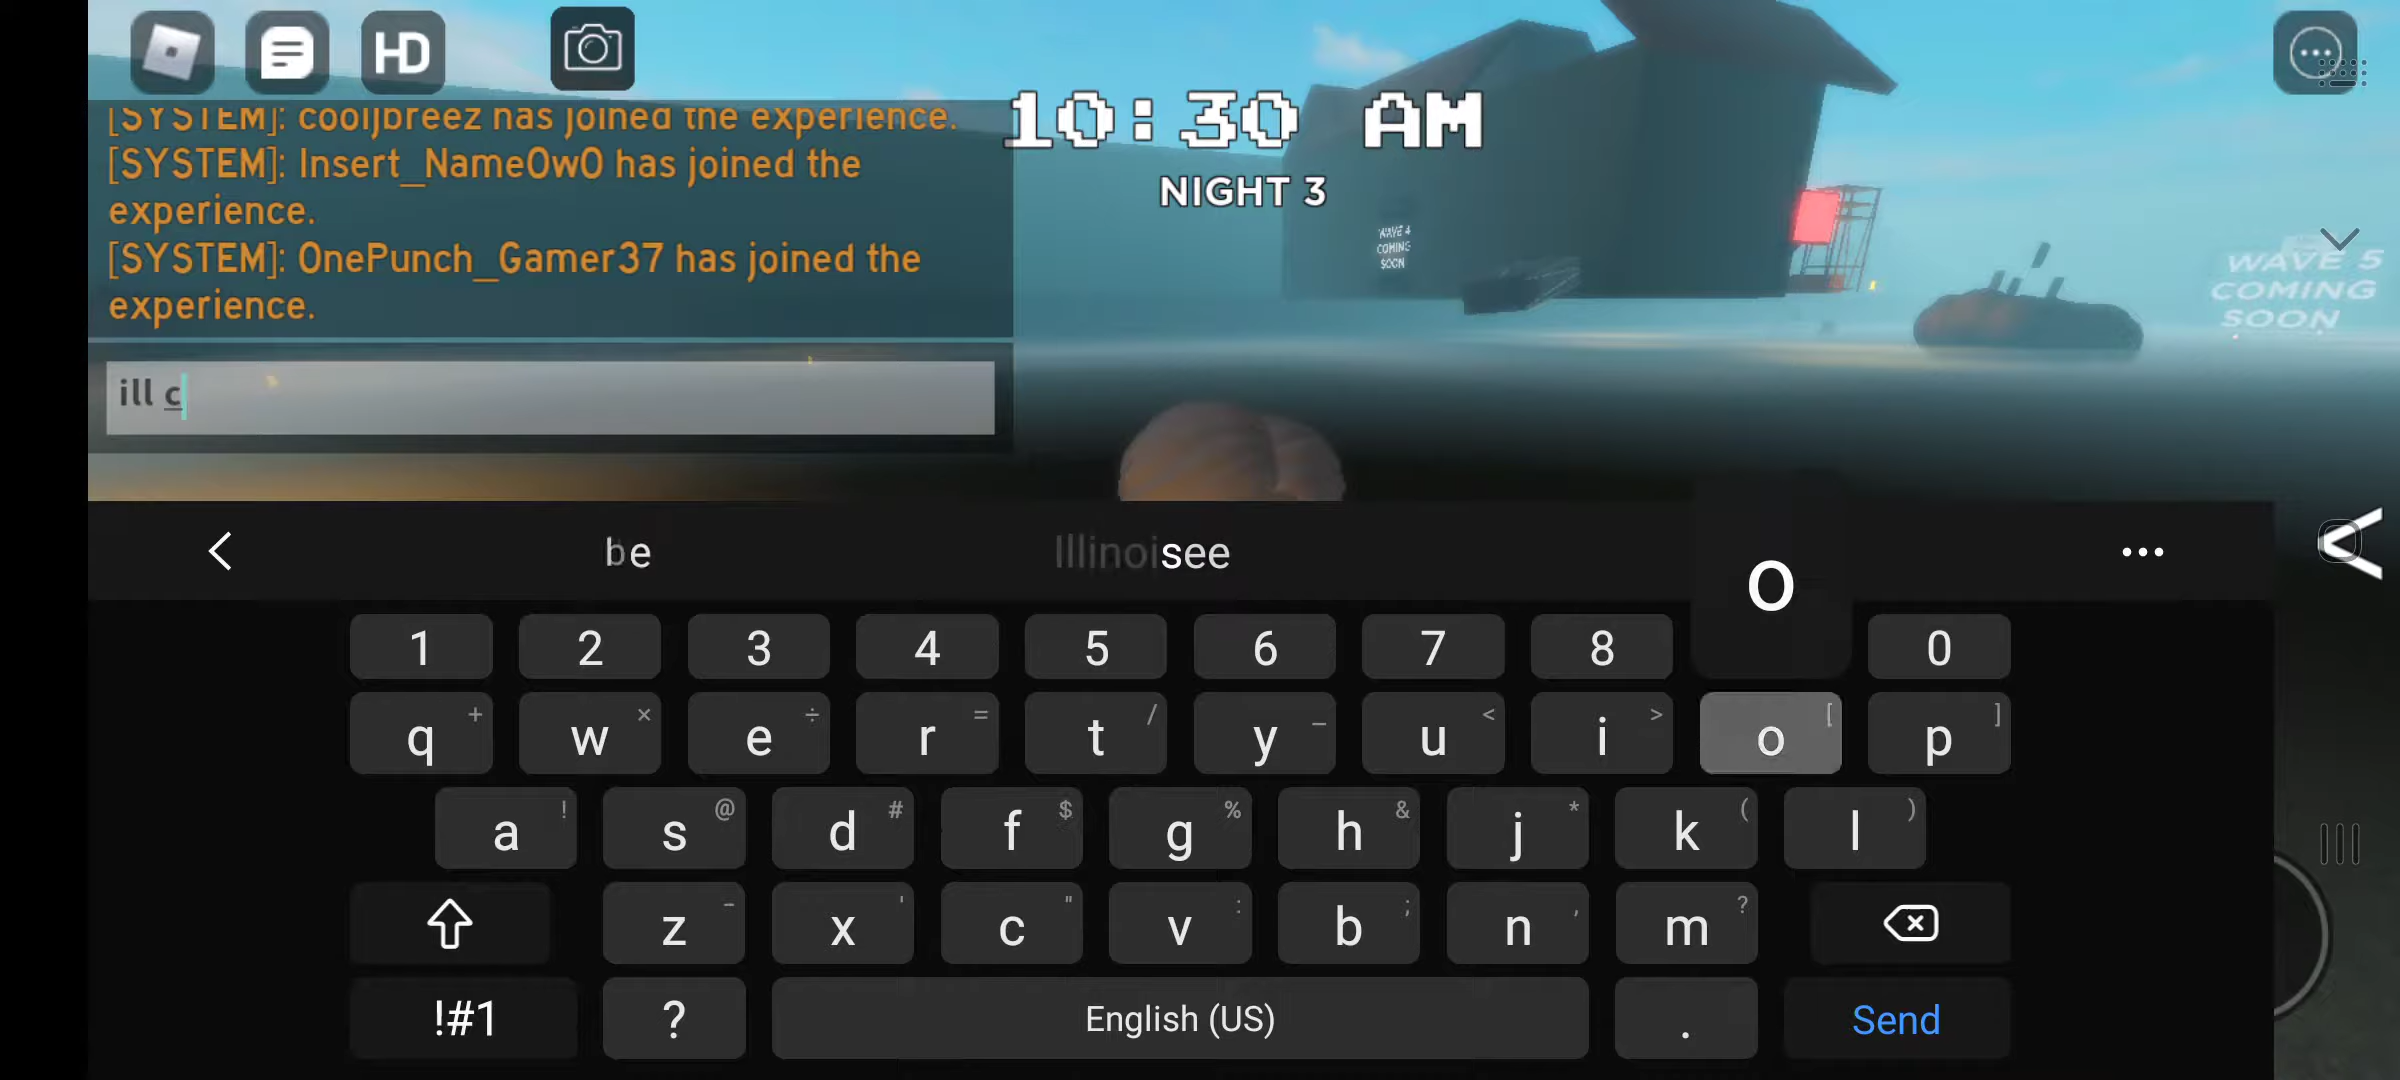 HD
[SYSTEM]: cooljbreez has joined the experience.
[SYSTEM]: Insert_NameOwO has joined the
experience.
[SYSTEM]: OnePunch_Gamer37 has joined the
experience.
ill c
10:30 AM
NIGHT 3
WAVE 4
COMING
SOON
WAVE 5
COMING
SOON
be see
o
1 2 3 4 5 6 7 8 0
q + w × e ÷ r = t / y _ u < i > o [ p ]
a ! s @ d # f $ g % h & j * k ( l )
z - x ' c " v : b ; n , m ?
!#1 ? English (US) . Send